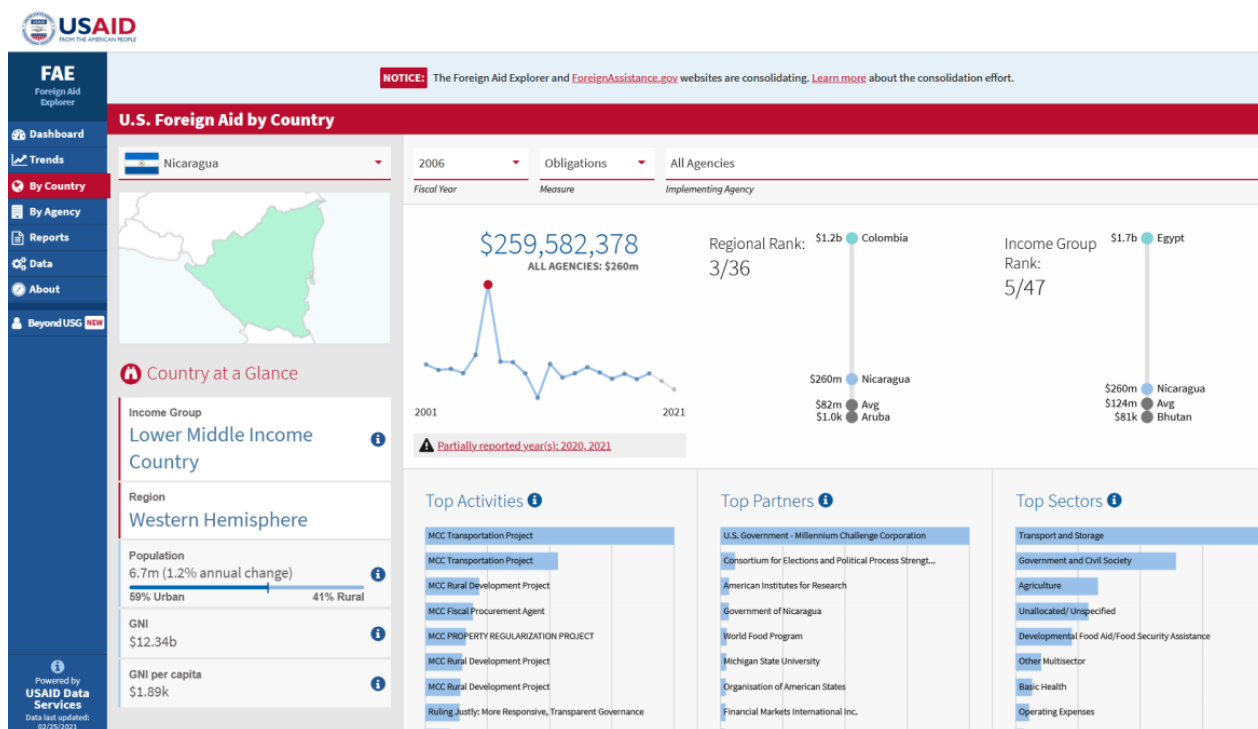 USAID
FROM THE AMERICAN PEOPLE
FAE
Foreign Aid
Explorer
Dashboard
Trends
By Country
By Agency
Reports
Data
About
Beyond USG NEW
Powered by
USAID Data
Services
Data last updated:
02/25/2021
NOTICE: The Foreign Aid Explorer and ForeignAssistance.gov websites are consolidating. Learn more about the consolidation effort.
U.S. Foreign Aid by Country
Nicaragua
Country at a Glance
Income Group
Lower Middle Income
Country
Region
Western Hemisphere
Population
6.7m (1.2% annual change)
59% Urban 41% Rural
GNI
$12.34b
GNI per capita
$1.89k
2006 Obligations All Agencies
Fiscal Year Measure Implementing Agency
$259,582,378
ALL AGENCIES: $260m
2001 2021
Partially reported year(s): 2020, 2021
Regional Rank:
3/36
$1.2b Colombia
$260m Nicaragua
$82m Avg
$1.0k Aruba
Income Group
Rank:
5/47
$1.7b Egypt
$260m Nicaragua
$124m Avg
$81k Bhutan
Top Activities
MCC Transportation Project
MCC Transportation Project
MCC Rural Development Project
MCC Fiscal Procurement Agent
MCC PROPERTY REGULARIZATION PROJECT
MCC Rural Development Project
MCC Rural Development Project
Ruling Justly: More Responsive, Transparent Governance
Top Partners
U.S. Government - Millennium Challenge Corporation
Consortium for Elections and Political Process Strengt...
American Institutes for Research
Government of Nicaragua
World Food Program
Michigan State University
Organisation of American States
Financial Markets International Inc.
Top Sectors
Transport and Storage
Government and Civil Society
Agriculture
Unallocated/ Unspecified
Developmental Food Aid/Food Security Assistance
Other Multisector
Basic Health
Operating Expenses